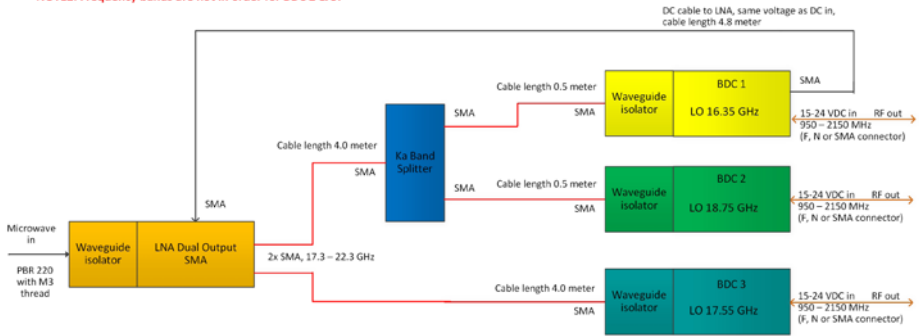 DC cable to LNA, same voltage as DC in,
cable length 4.8 meter
SMA
Cable length 0.5 meter
SMA
SMA
Waveguide
isolator
BDC 1
LO 16.35 GHz
15-24 VDC in RF out
950 – 2150 MHz
(F, N or SMA connector)
Cable length 4.0 meter
SMA
Ka Band
Splitter
SMA
Cable length 0.5 meter
SMA
Waveguide
isolator
BDC 2
LO 18.75 GHz
15-24 VDC in RF out
950 – 2150 MHz
(F, N or SMA connector)
SMA
Microwave
in
PBR 220
with M3
thread
Waveguide
isolator
LNA Dual Output
SMA
2x SMA, 17.3 – 22.3 GHz
Cable length 4.0 meter
SMA
Waveguide
isolator
BDC 3
LO 17.55 GHz
15-24 VDC in RF out
950 – 2150 MHz
(F, N or SMA connector)